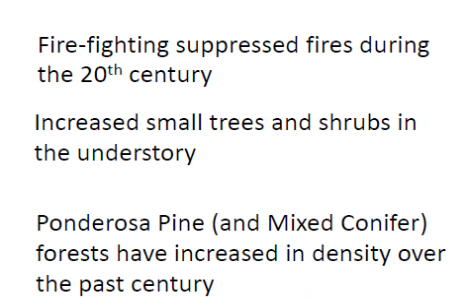 Fire-fighting suppressed fires during
the 20th century
Increased small trees and shrubs in
the understory
Ponderosa Pine (and Mixed Conifer)
forests have increased in density over
the past century